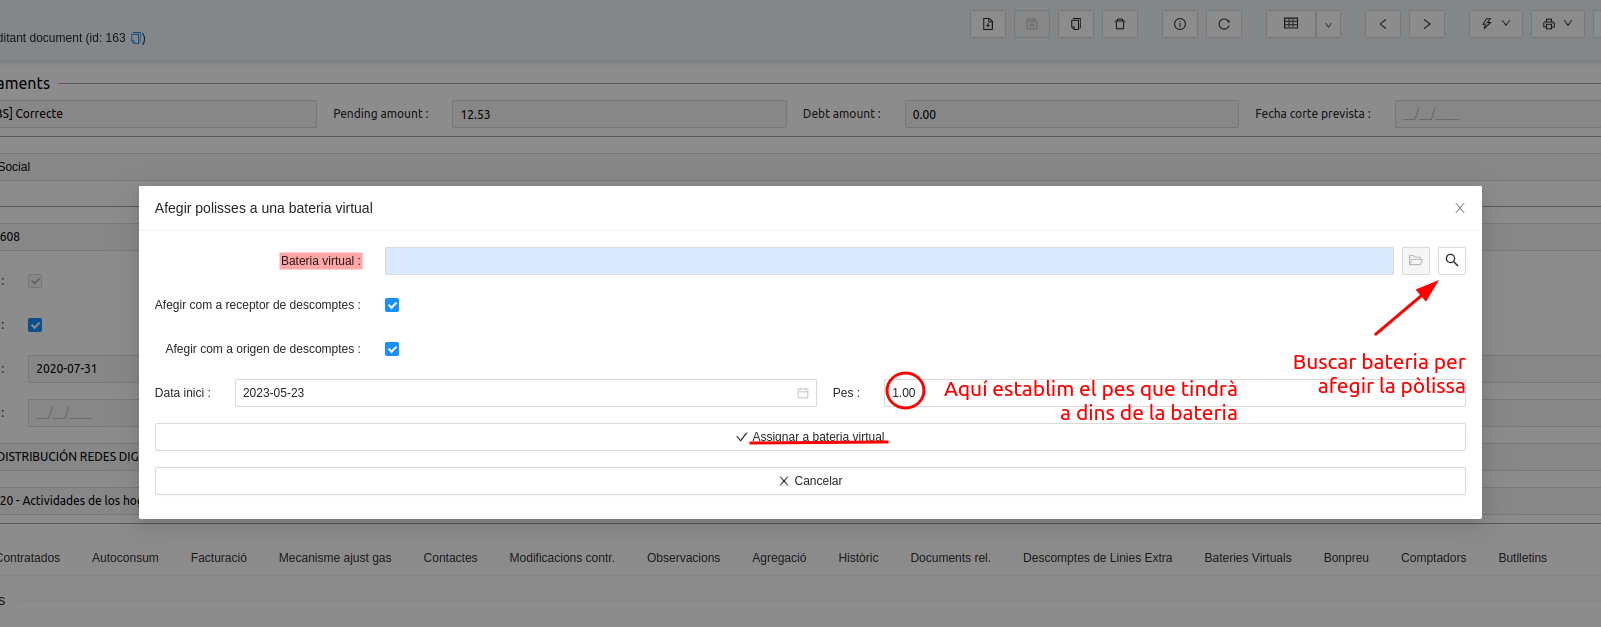 ditant document (id: 163 )
aments
BS] Correcte
Pending amount :
12.53
Debt amount :
0.00
Fecha corte prevista :
__/__/____
Social
Afegir polisses a una bateria virtual
608
Bateria virtual :
:
Afegir com a receptor de descomptes :
:
Afegir com a origen de descomptes :
Buscar bateria per
afegir la pòlissa
:
2020-07-31
Data inici :
2023-05-23
Pes :
1.00
Aquí establim el pes que tindrà
a dins de la bateria
:
__/__/____
Assignar a bateria virtual
DISTRIBUCIÓN REDES DIG
Cancelar
20 - Actividades de los hog
Contratados
Autoconsum
Facturació
Mecanisme ajust gas
Contactes
Modificacions contr.
Observacions
Agregació
Històric
Documents rel.
Descomptes de Linies Extra
Bateries Virtuals
Bonpreu
Comptadors
Butlletins
s